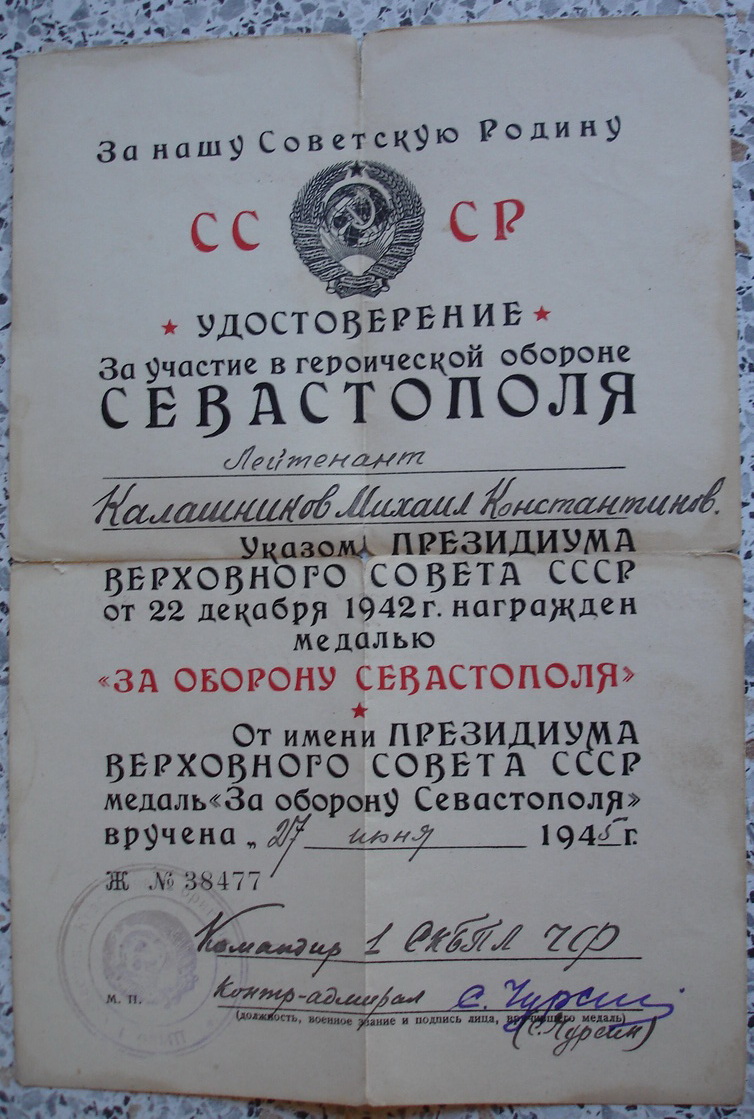 За нашу Советскую Родину
СС СР
УДОСТОВЕРЕНИЕ
За участие в героической обороне
СЕВАСТОПОЛЯ
Лейтенант
Калашников Михаил Константинов.
Указом ПРЕЗИДИУМА
ВЕРХОВНОГО СОВЕТА СССР
от 22 декабря 1942 г. награжден
медалью
«ЗА ОБОРОНУ СЕВАСТОПОЛЯ»
От имени ПРЕЗИДИУМА
ВЕРХОВНОГО СОВЕТА СССР
медаль «За оборону Севастополя»
вручена „27 июня 1945 г.
Ж № 38477
Командир 1 СКБПЛ ЧФ
М. П. Контр-адмирал С. Чурсин
(должность, военное звание и подпись лица, вручившего медаль)
(С. Чурсин)